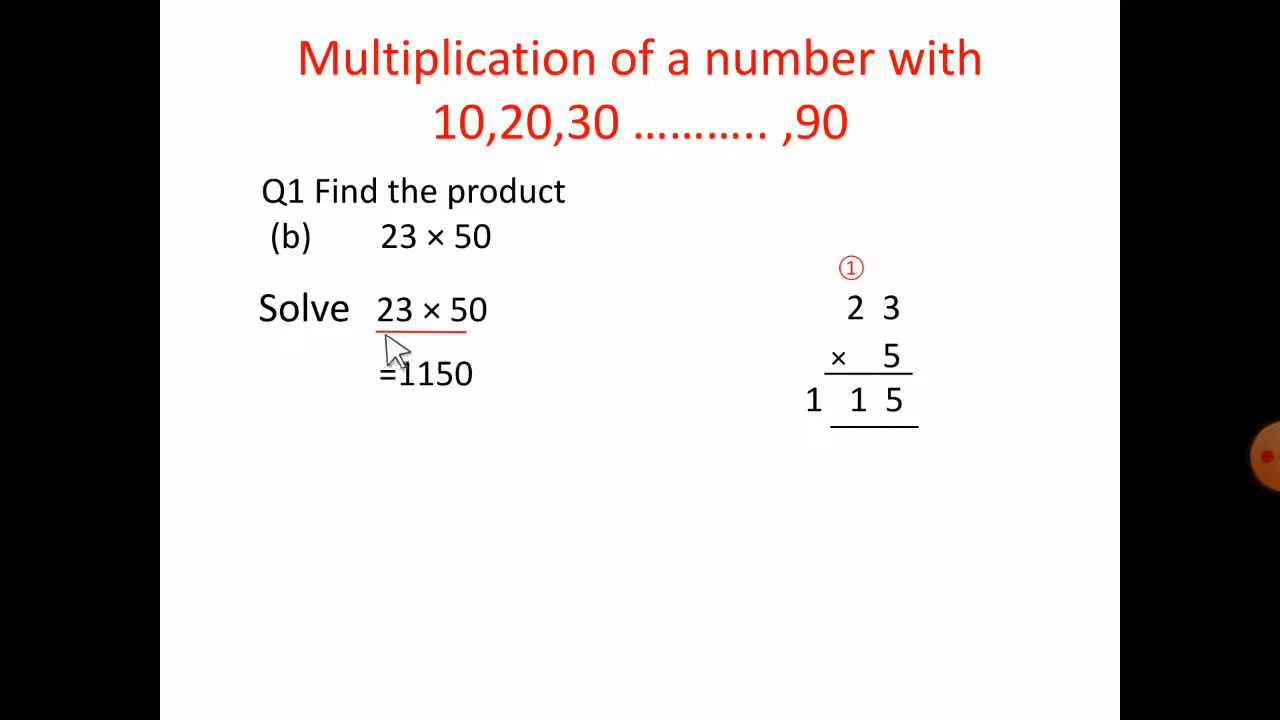 Multiplication of a number with
10,20,30 ……….. ,90
Q1 Find the product
(b) 23 × 50
Solve 23 × 50
=1150
①
2 3
× 5
1 1 5